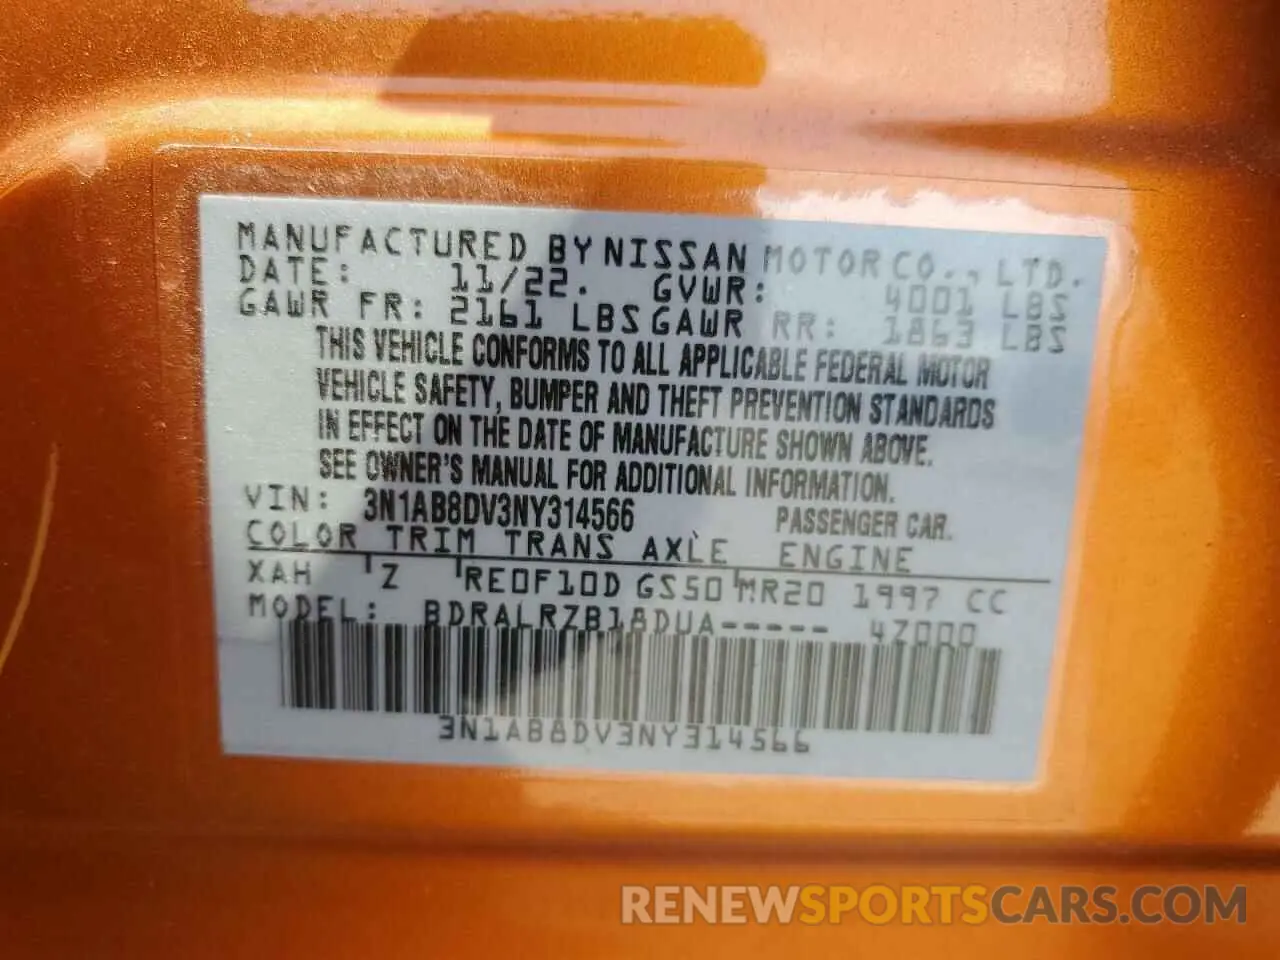 MANUFACTURED BY NISSAN MOTOR CO., LTD.
DATE: 11/22. GVWR: 4001 LBS
GAWR FR: 2161 LBS GAWR RR: 1863 LBS
THIS VEHICLE CONFORMS TO ALL APPLICABLE FEDERAL MOTOR
VEHICLE SAFETY, BUMPER AND THEFT PREVENTION STANDARDS
IN EFFECT ON THE DATE OF MANUFACTURE SHOWN ABOVE.
SEE OWNER'S MANUAL FOR ADDITIONAL INFORMATION.
VIN: 3N1AB8DV3NY314566 PASSENGER CAR.
COLOR TRIM TRANS AXLE ENGINE
XAH Z RE0F10D GS50 MR20 1997 CC
MODEL: BDRALRZB18DUA----- 4Z000
3N1AB8DV3NY314566
RENEWSPORTSCARS.COM